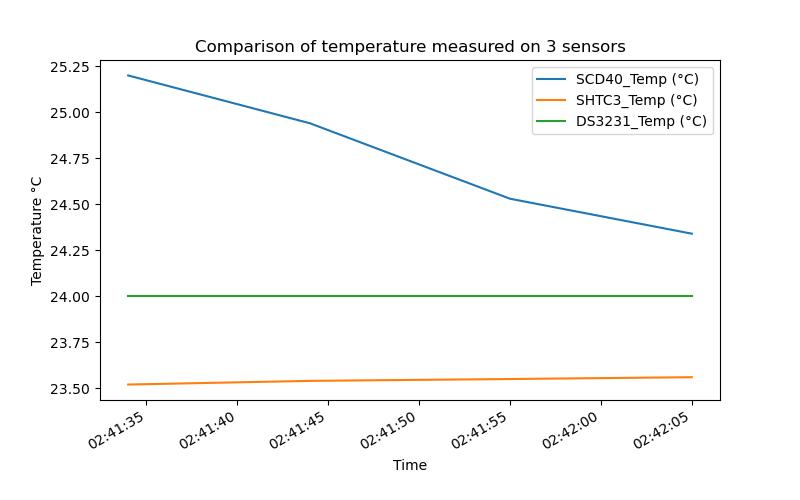 Comparison of temperature measured on 3 sensors
SCD40_Temp (°C)
SHTC3_Temp (°C)
DS3231_Temp (°C)
Temperature °C
25.25
25.00
24.75
24.50
24.25
24.00
23.75
23.50
02:41:35
02:41:40
02:41:45
02:41:50
02:41:55
02:42:00
02:42:05
Time